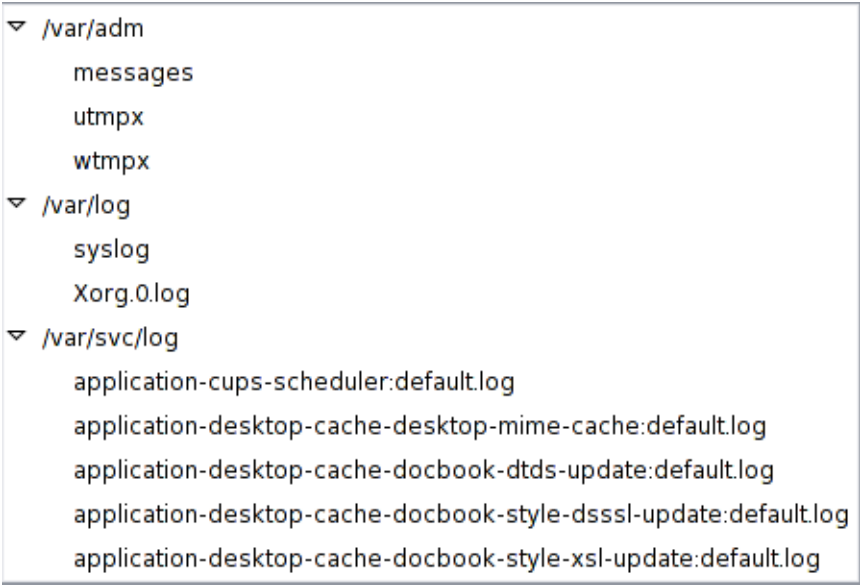 /var/adm
messages
utmpx
wtmpx
/var/log
syslog
Xorg.0.log
/var/svc/log
application-cups-scheduler:default.log
application-desktop-cache-desktop-mime-cache:default.log
application-desktop-cache-docbook-dtds-update:default.log
application-desktop-cache-docbook-style-dsssl-update:default.log
application-desktop-cache-docbook-style-xsl-update:default.log